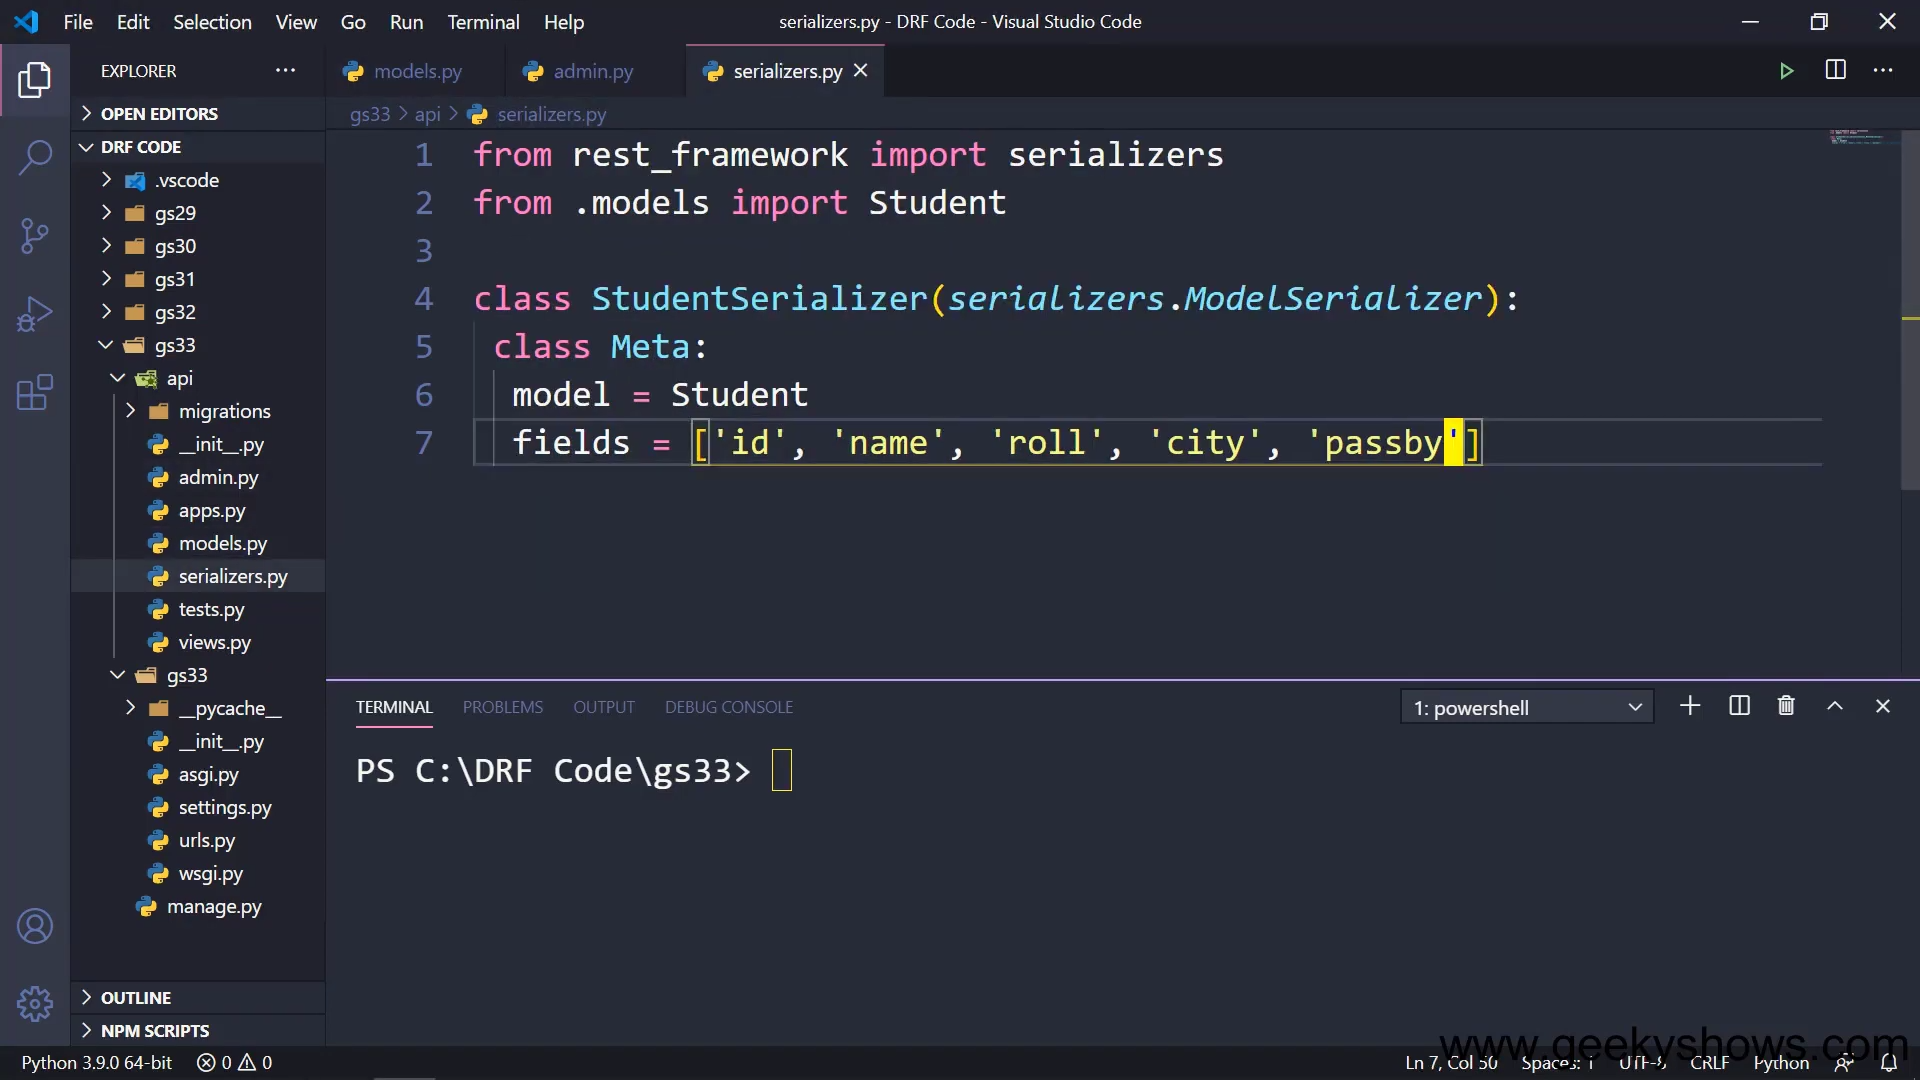 File Edit Selection View Go Run Terminal Help
serializers.py - DRF Code - Visual Studio Code
EXPLORER
models.py
admin.py
serializers.py
OPEN EDITORS
gs33 > api > serializers.py
DRF CODE
.vscode
gs29
gs30
gs31
gs32
gs33
api
migrations
__init__.py
admin.py
apps.py
models.py
serializers.py
tests.py
views.py
gs33
__pycache__
__init__.py
asgi.py
settings.py
urls.py
wsgi.py
manage.py
OUTLINE
NPM SCRIPTS
1 from rest_framework import serializers
2 from .models import Student
3
4 class StudentSerializer(serializers.ModelSerializer):
5 class Meta:
6 model = Student
7 fields = ['id', 'name', 'roll', 'city', 'passby']
TERMINAL PROBLEMS OUTPUT DEBUG CONSOLE
1: powershell
PS C:\DRF Code\gs33>
www.geekyshows.com
Python 3.9.0 64-bit 0 0
Ln 7, Col 50 Spaces: 1 UTF-8 CRLF Python